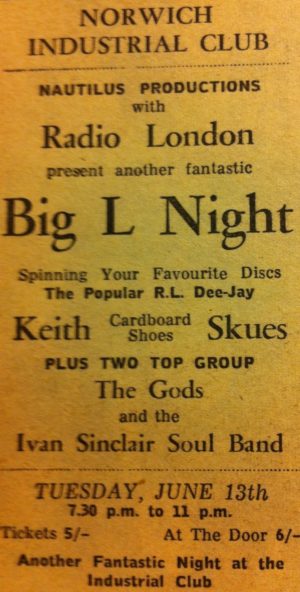 NORWICH
INDUSTRIAL CLUB
NAUTILUS PRODUCTIONS
with
Radio London
present another fantastic
Big L Night
Spinning Your Favourite Discs
The Popular R.L. Dee-Jay
Keith Cardboard Shoes Skues
PLUS TWO TOP GROUP
The Gods
and the
Ivan Sinclair Soul Band
TUESDAY, JUNE 13th
7.30 p.m. to 11 p.m.
Tickets 5/- At The Door 6/-
Another Fantastic Night at the
Industrial Club